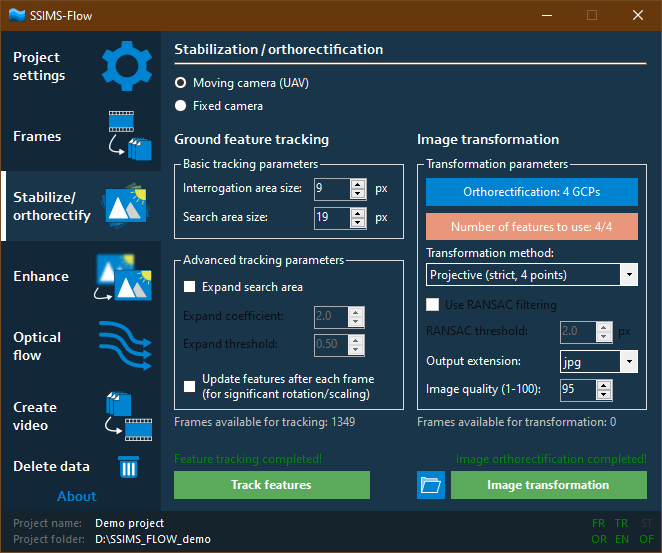 SSIMS-Flow
Project
settings
Frames
Stabilize/
orthorectify
Enhance
Optical
flow
Create
video
Delete data
About
Stabilization / orthorectification
Moving camera (UAV)
Fixed camera
Ground feature tracking
Basic tracking parameters
Interrogation area size: 9 px
Search area size: 19 px
Advanced tracking parameters
Expand search area
Expand coefficient: 2.0
Expand threshold: 0.50
Update features after each frame
(for significant rotation/scaling)
Frames available for tracking: 1349
Feature tracking completed!
Track features
Image transformation
Transformation parameters
Orthorectification: 4 GCPs
Number of features to use: 4/4
Transformation method:
Projective (strict, 4 points)
Use RANSAC filtering
RANSAC threshold: 2.0 px
Output extension: jpg
Image quality (1-100): 95
Frames available for transformation: 0
Image orthorectification completed!
Image transformation
Project name: Demo project
Project folder: D:\SSIMS_FLOW_demo
FR TR ST
OR EN OF